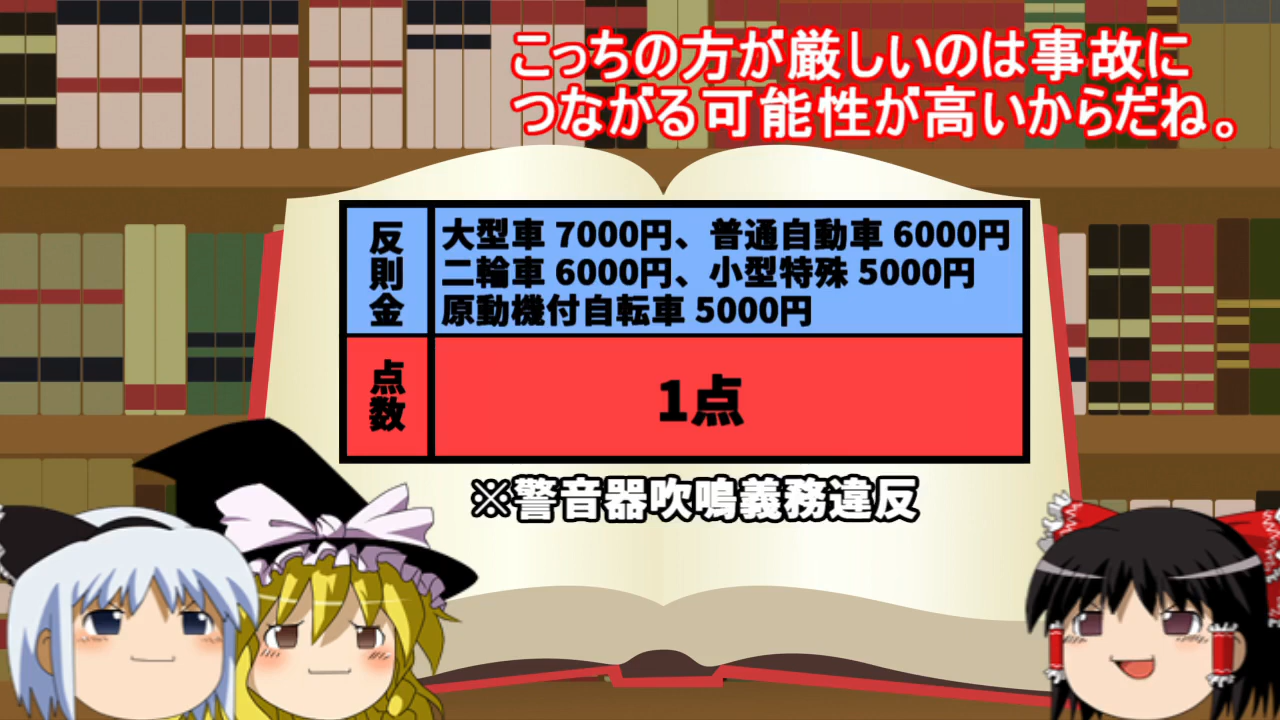 こっちの方が厳しいのは事故に
つながる可能性が高いからだね。
反則金
大型車 7000円、普通自動車 6000円
二輪車 6000円、小型特殊 5000円
原動機付自転車 5000円
点数
1点
※警音器吹鳴義務違反